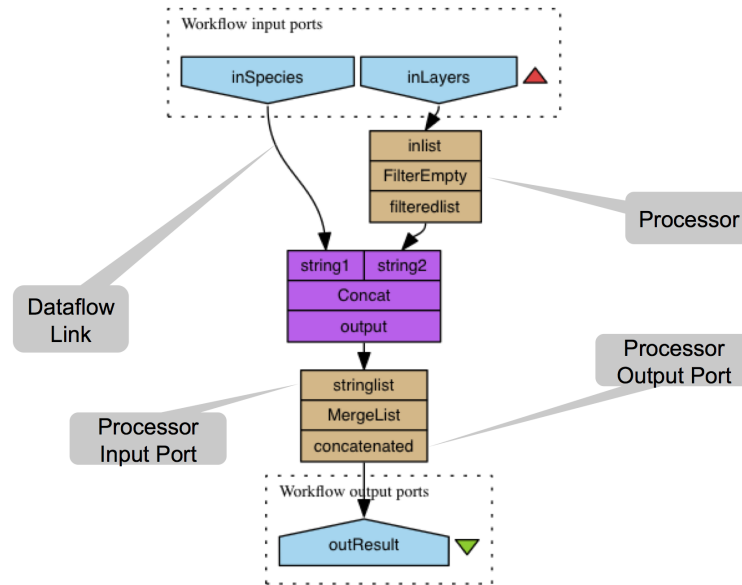 Workflow input ports
inSpecies
inLayers
inlist
FilterEmpty
filteredlist
Processor
string1
string2
Concat
output
Dataflow
Link
Processor
Output Port
stringlist
MergeList
concatenated
Processor
Input Port
Workflow output ports
outResult